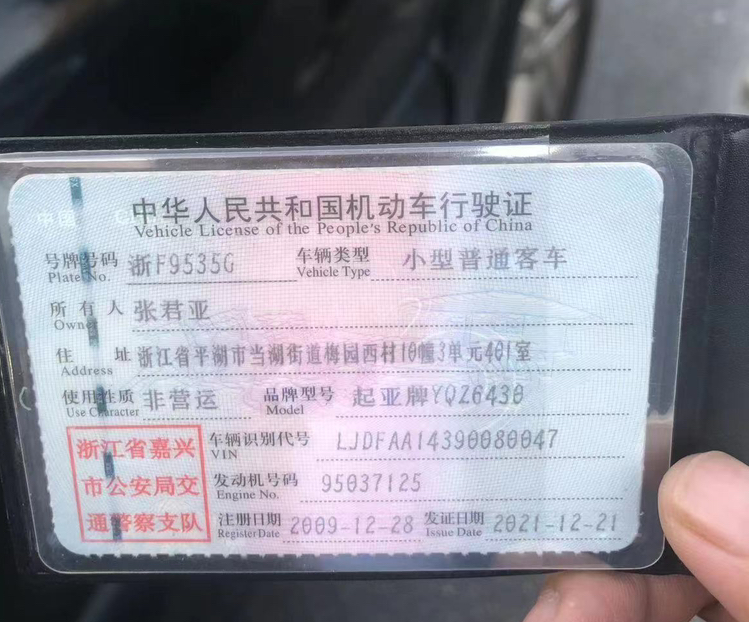 中华人民共和国机动车行驶证
Vehicle License of the People's Republic of China
号牌号码 浙F9535G 车辆类型 小型普通客车
Plate No. Vehicle Type
所有人 张君亚
Owner
住址 浙江省平湖市当湖街道梅园西村10幢3单元401室
Address
使用性质 非营运 品牌型号 起亚牌YQZ6430
Use Character Model
浙江省嘉兴
市公安局交
通警察支队
车辆识别代号 LJDFAA14390080047
VIN
发动机号码 95037125
Engine No.
注册日期 2009-12-28 发证日期 2021-12-21
Register Date Issue Date